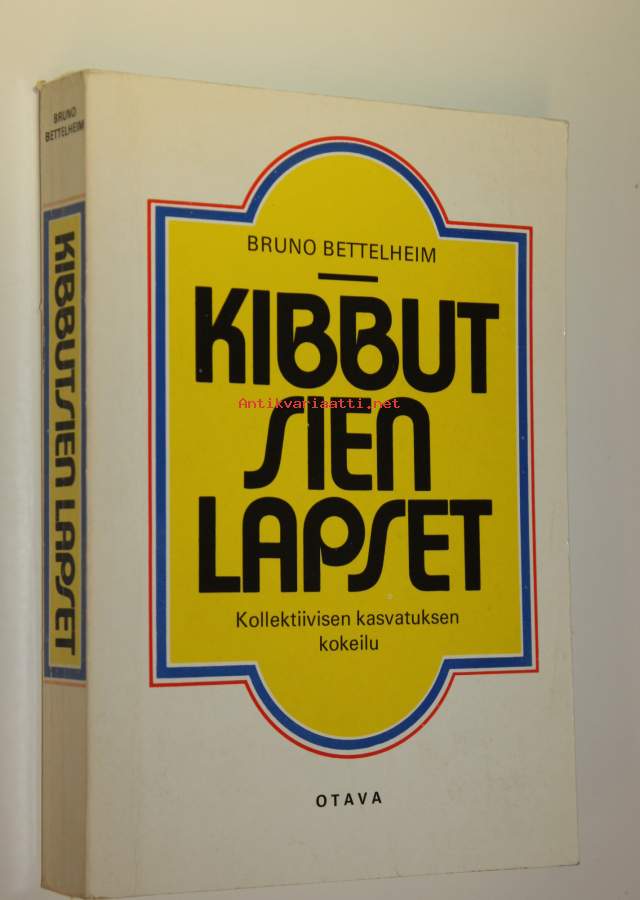 BRUNO
BETTELHEIM
KIBBUTSIEN LAPSET
BRUNO BETTELHEIM
KIBBUT
SIEN
LAPSET
Kollektiivisen kasvatuksen
kokeilu
OTAVA
Antikvariaatti.net